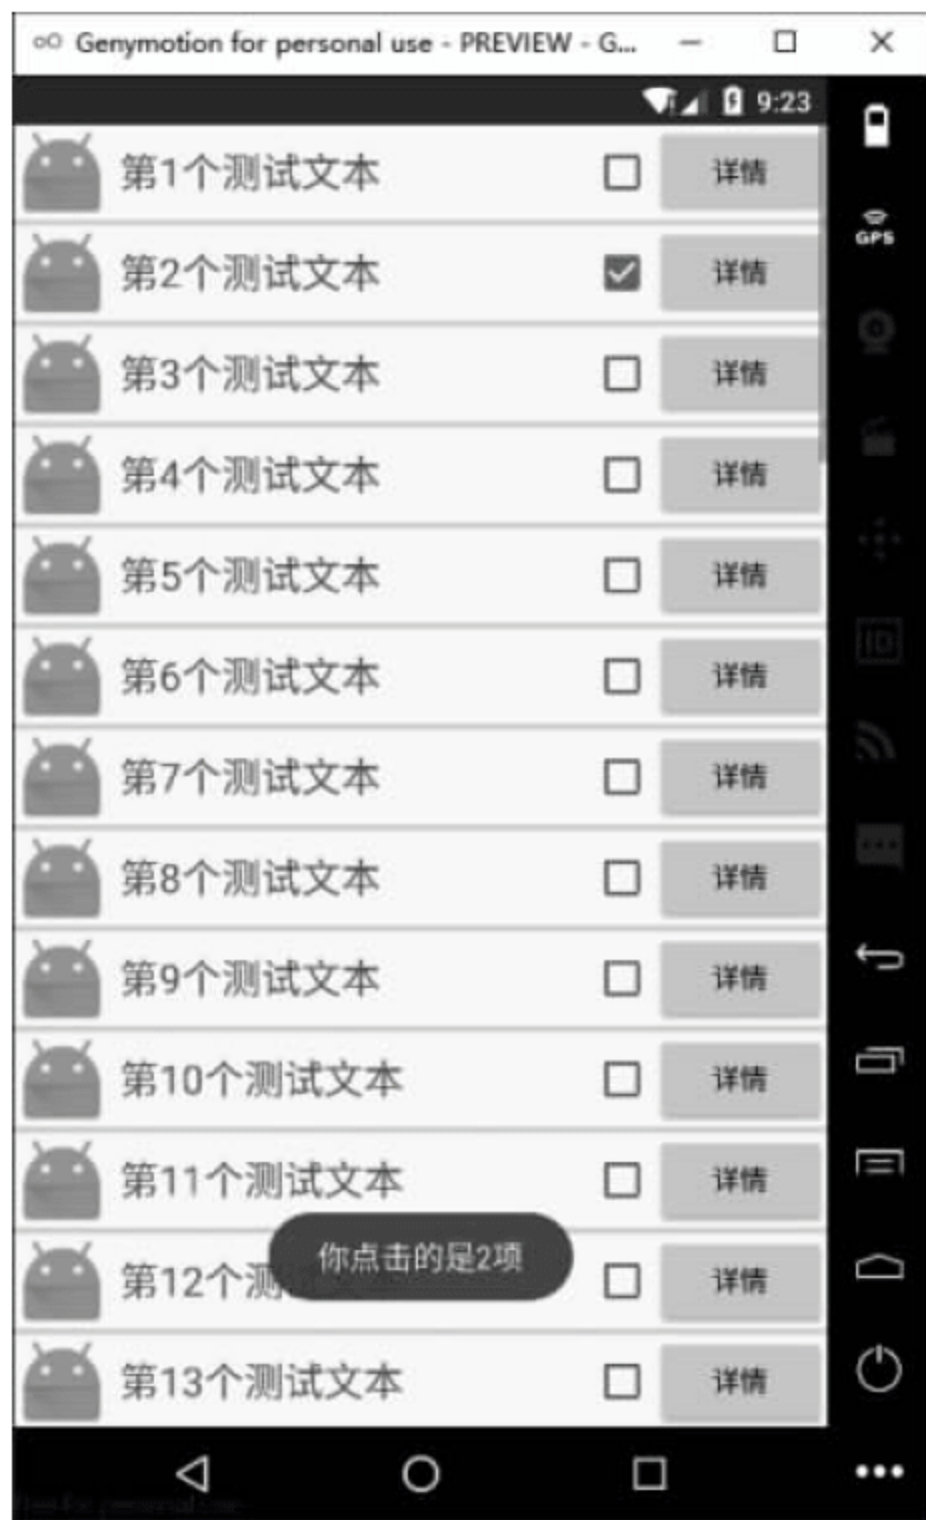 Genymotion for personal use - PREVIEW - G...
9:23
第1个测试文本 详情
GPS
第2个测试文本 详情
第3个测试文本 详情
第4个测试文本 详情
第5个测试文本 详情
第6个测试文本 详情
ID
第7个测试文本 详情
第8个测试文本 详情
第9个测试文本 详情
第10个测试文本 详情
第11个测试文本 详情
你点击的是2项
第12个测 详情
第13个测试文本 详情
free for personal use